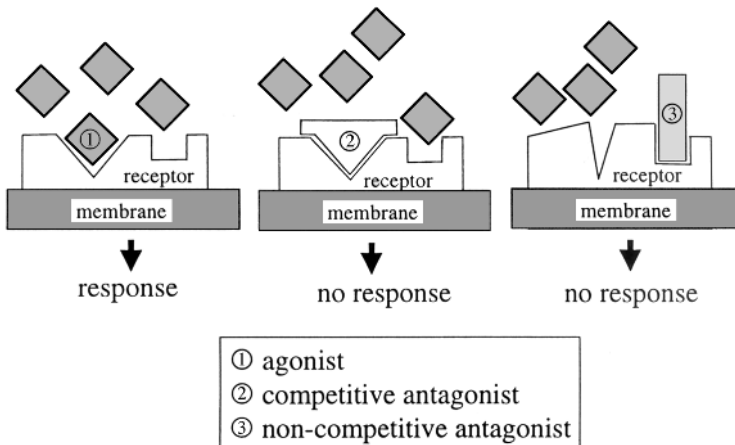 ①
receptor
membrane
response
②
receptor
membrane
no response
③
receptor
membrane
no response
① agonist
② competitive antagonist
③ non-competitive antagonist